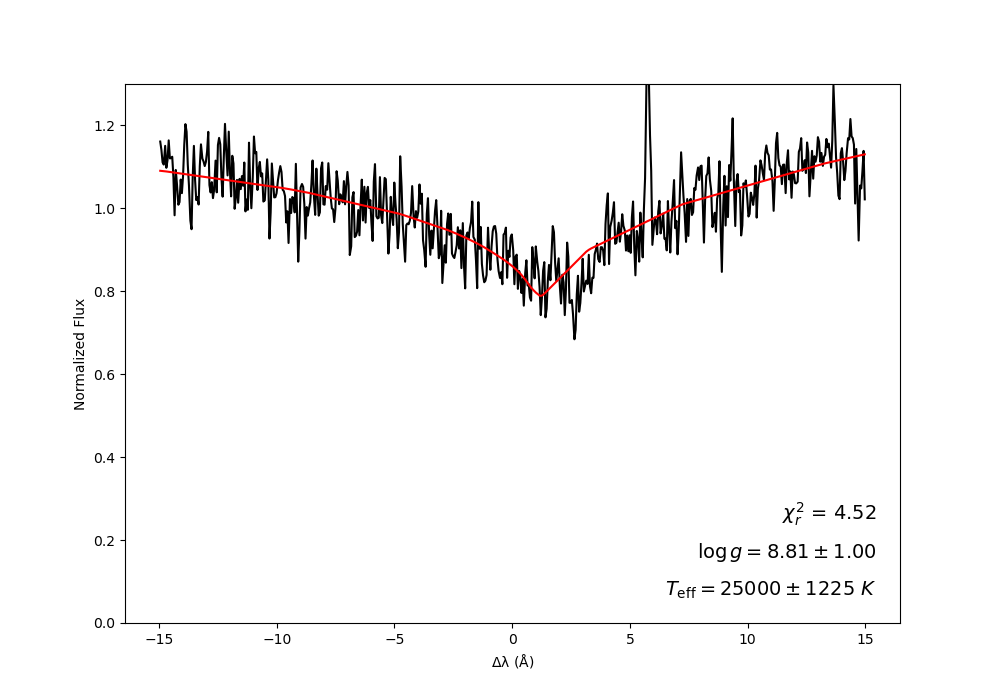 1.2
1.0
0.8
0.6
0.4
0.2
0.0
Normalized Flux
χ²ᵣ = 4.52
log g = 8.81 ± 1.00
T_eff = 25000 ± 1225 K
−15 −10 −5 0 5 10 15
Δλ (Å)